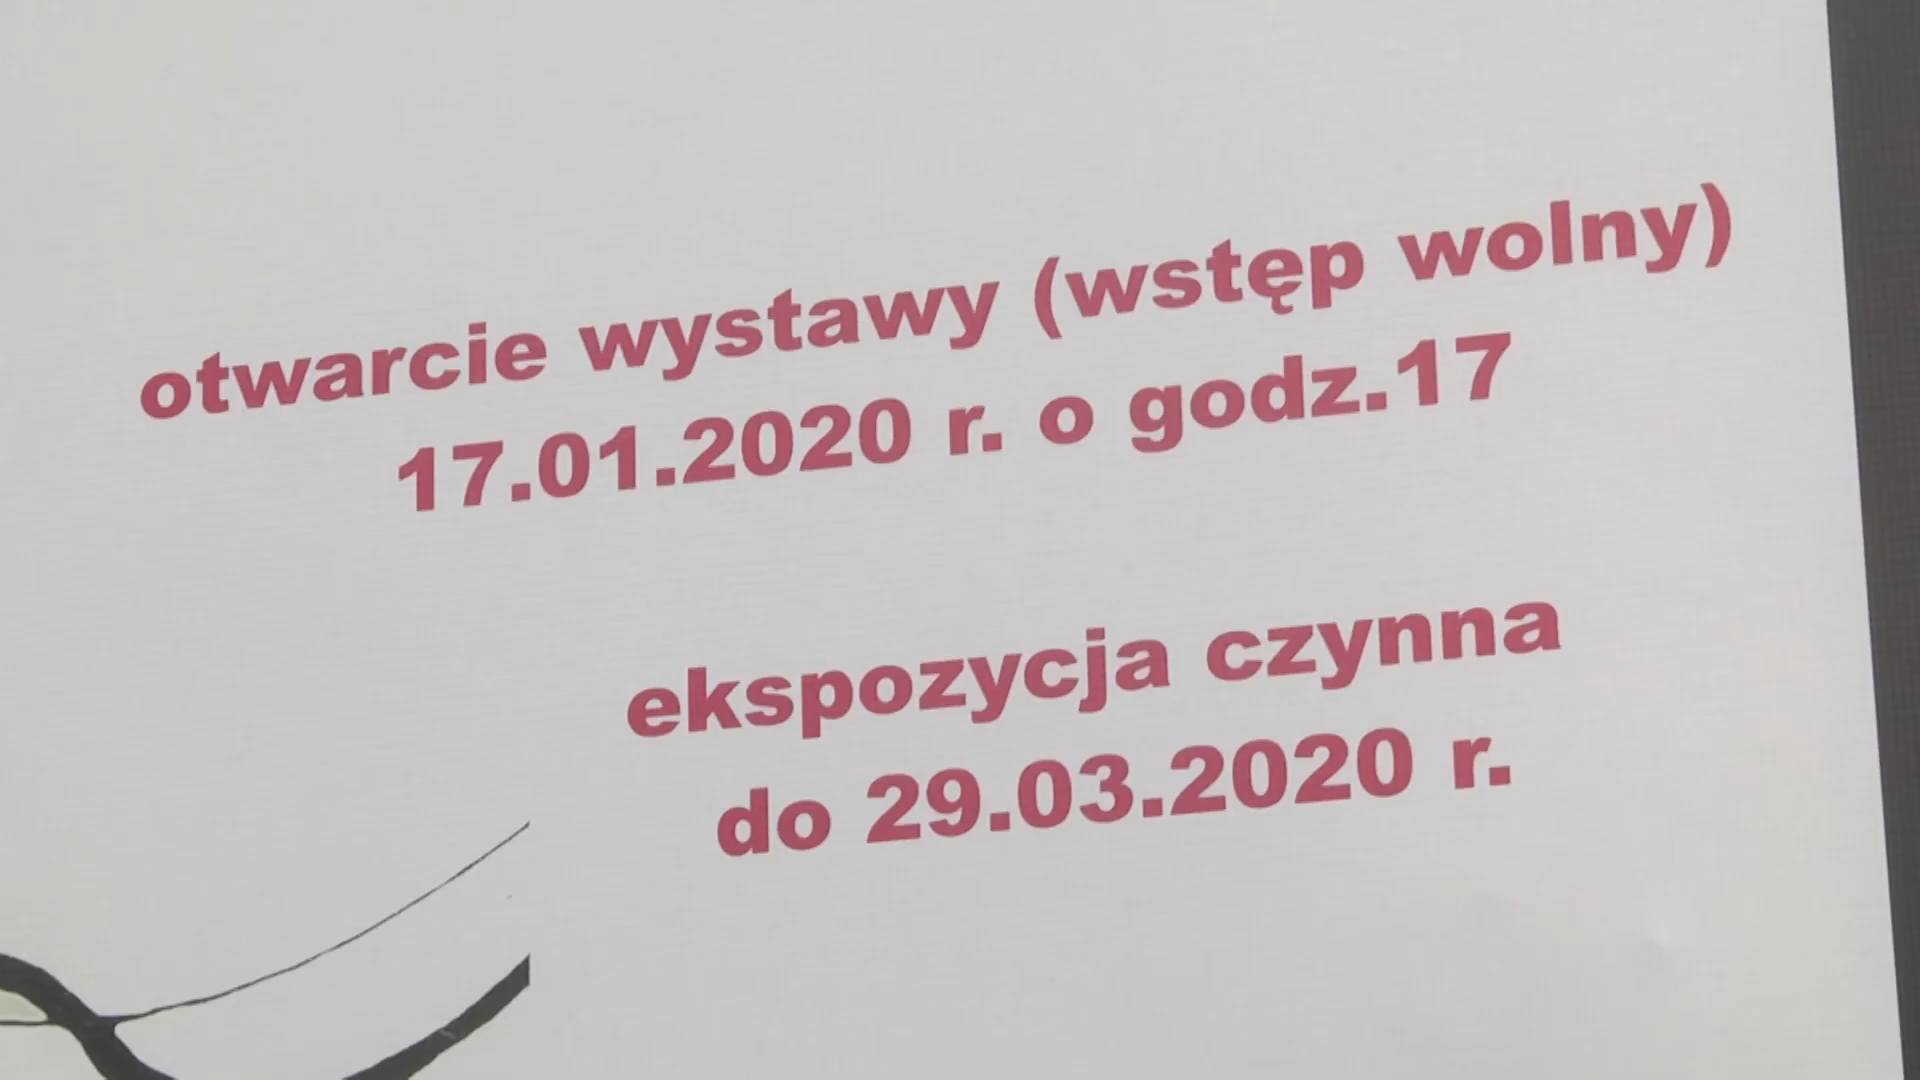 otwarcie wystawy (wstęp wolny)
17.01.2020 r. o godz.17
ekspozycja czynna
do 29.03.2020 r.